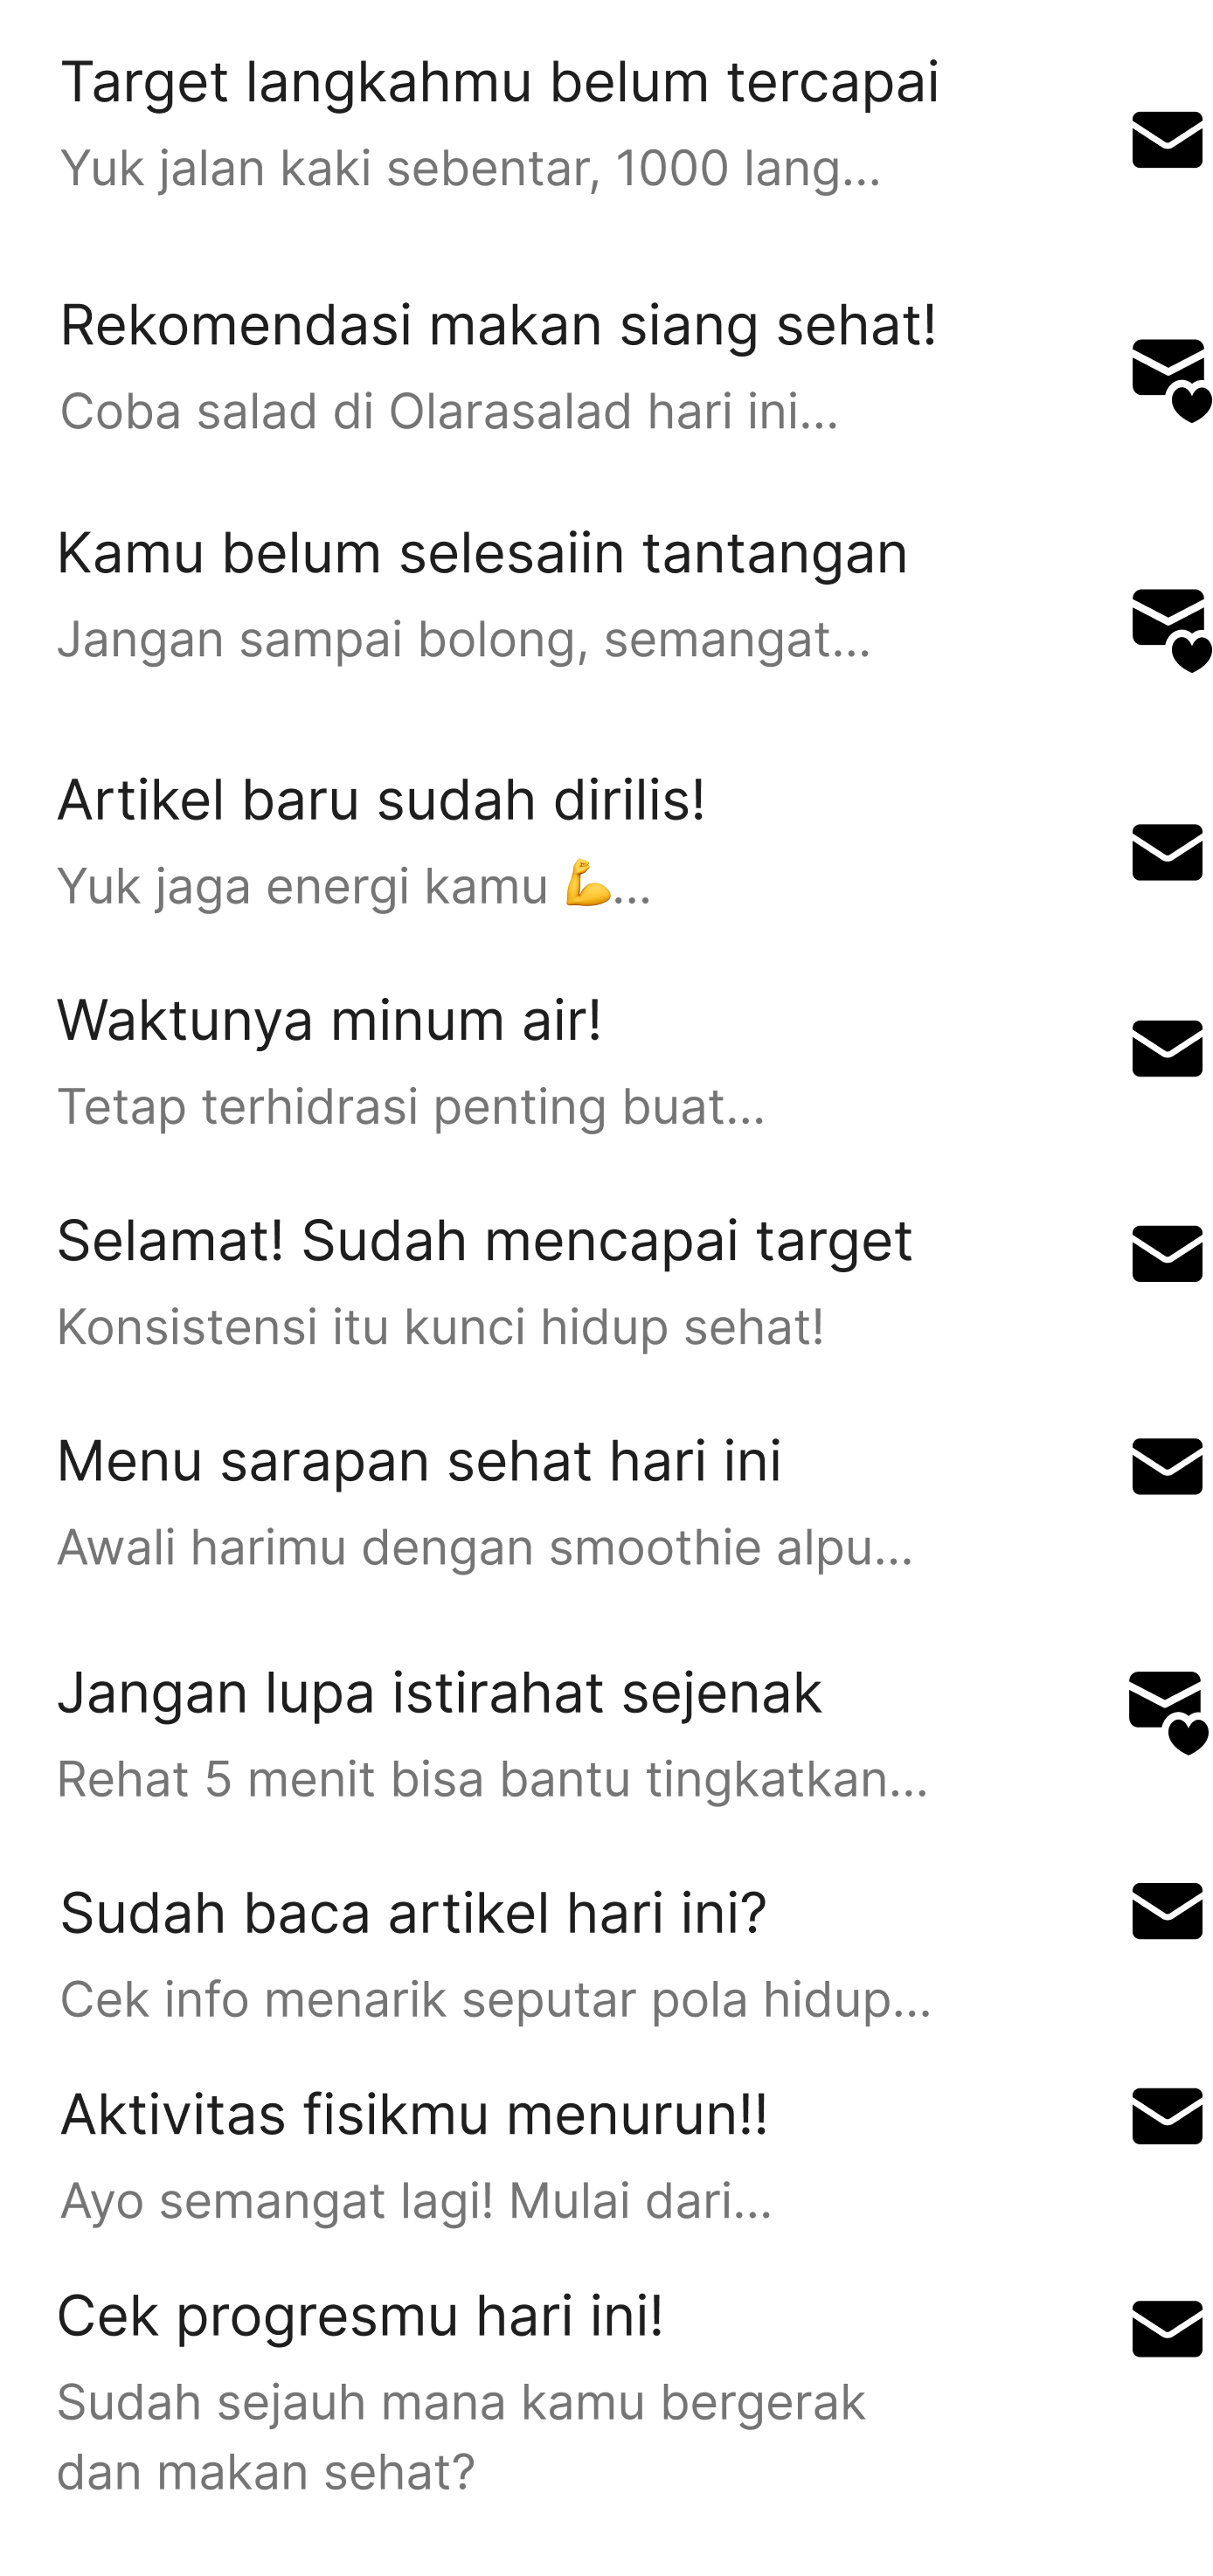 Target langkahmu belum tercapai
Yuk jalan kaki sebentar, 1000 lang...
Rekomendasi makan siang sehat!
Coba salad di Olarasalad hari ini...
Kamu belum selesaiin tantangan
Jangan sampai bolong, semangat...
Artikel baru sudah dirilis!
Yuk jaga energi kamu 💪...
Waktunya minum air!
Tetap terhidrasi penting buat...
Selamat! Sudah mencapai target
Konsistensi itu kunci hidup sehat!
Menu sarapan sehat hari ini
Awali harimu dengan smoothie alpu...
Jangan lupa istirahat sejenak
Rehat 5 menit bisa bantu tingkatkan...
Sudah baca artikel hari ini?
Cek info menarik seputar pola hidup...
Aktivitas fisikmu menurun!!
Ayo semangat lagi! Mulai dari...
Cek progresmu hari ini!
Sudah sejauh mana kamu bergerak
dan makan sehat?